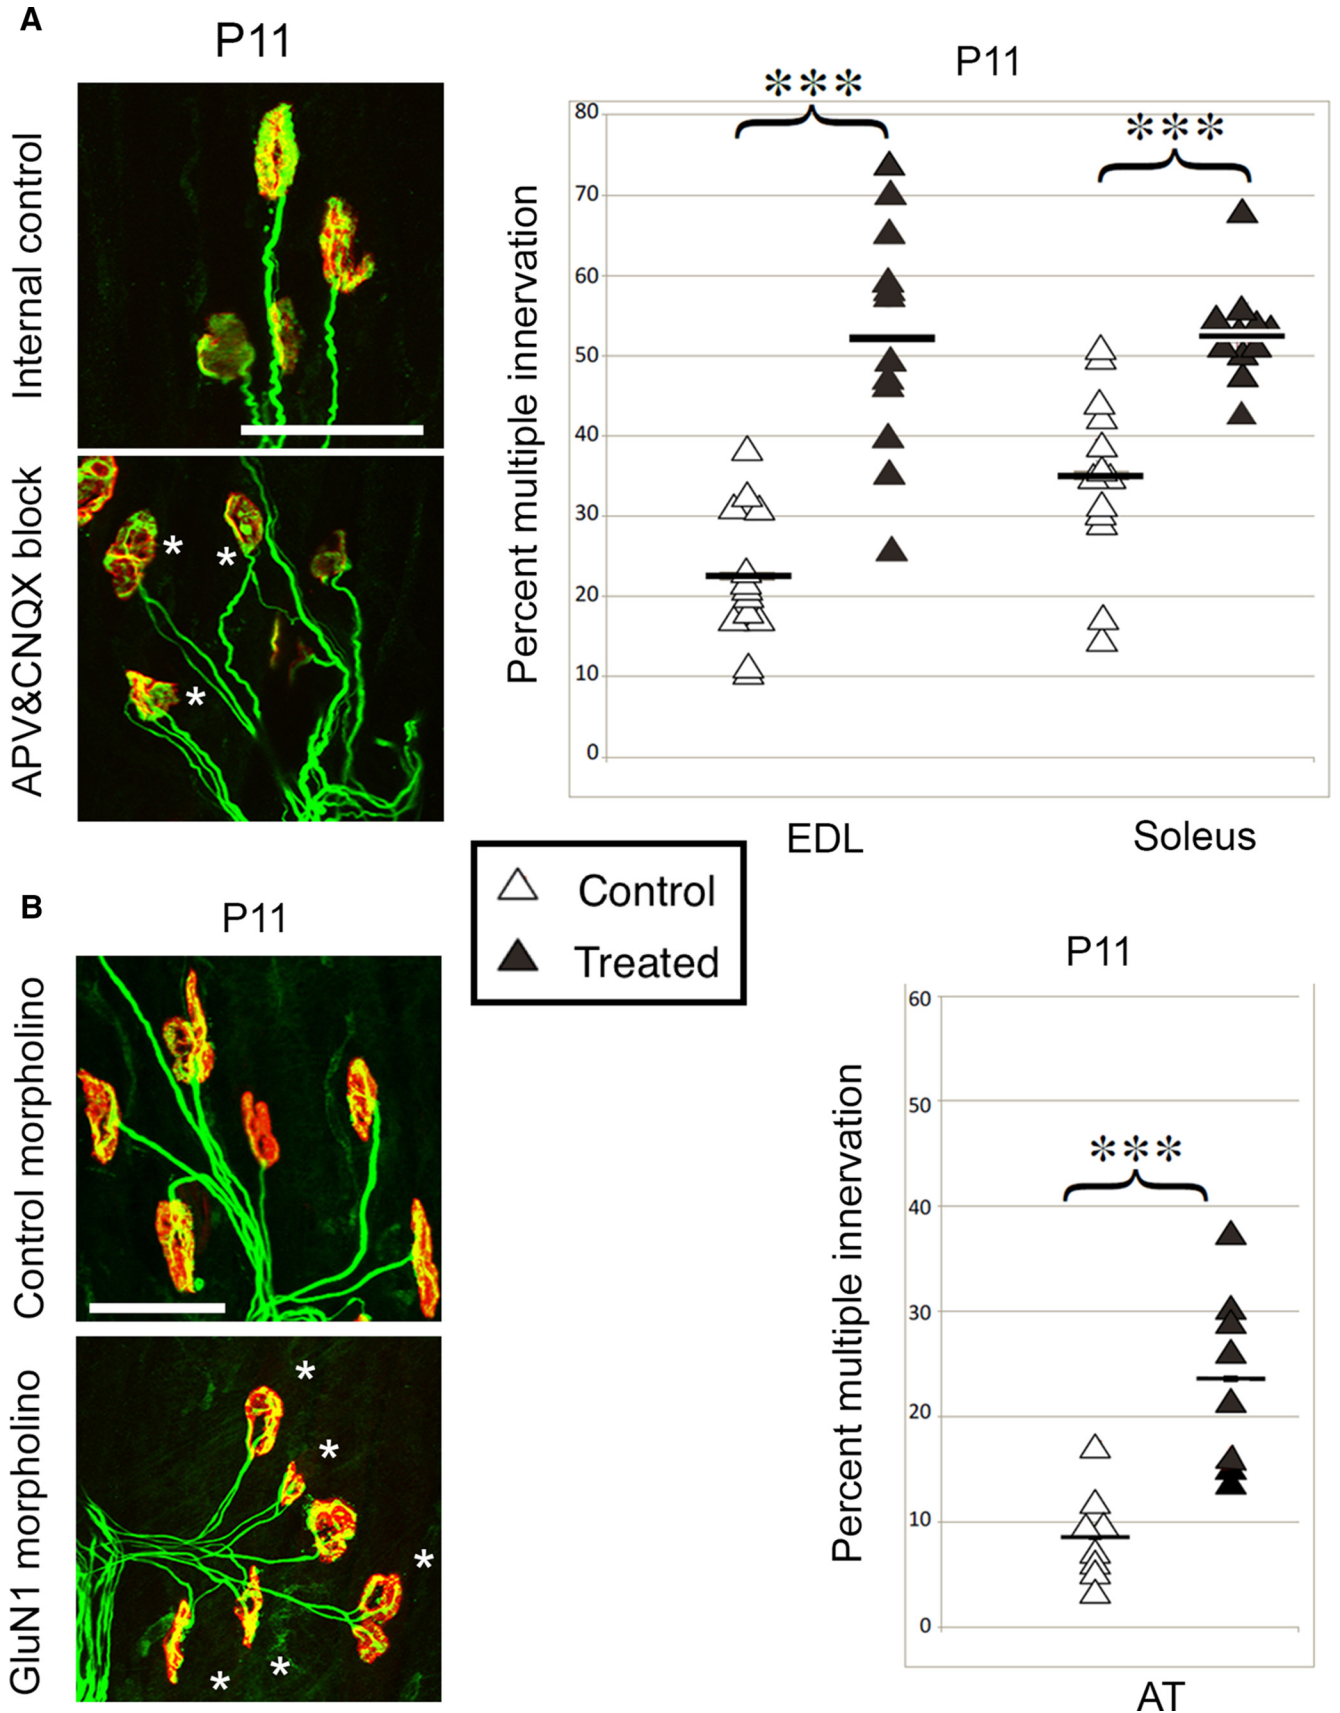 A
P11
Internal control
APV&CNQX block
*
*
*
P11
***
***
Percent multiple innervation
80
70
60
50
40
30
20
10
0
EDL
Soleus
Control
Treated
B
P11
Control morpholino
GluN1 morpholino
*
*
*
*
*
P11
***
Percent multiple innervation
60
50
40
30
20
10
0
AT